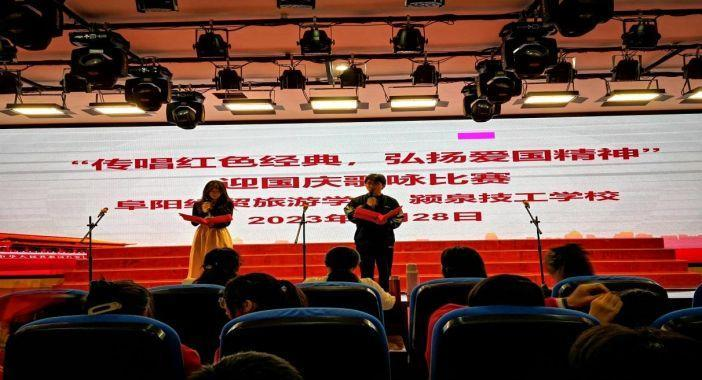 “传唱红色经典，弘扬爱国精神”
迎国庆歌咏比赛
阜阳 贸旅游学 颍泉技工学校
2023年 月28日